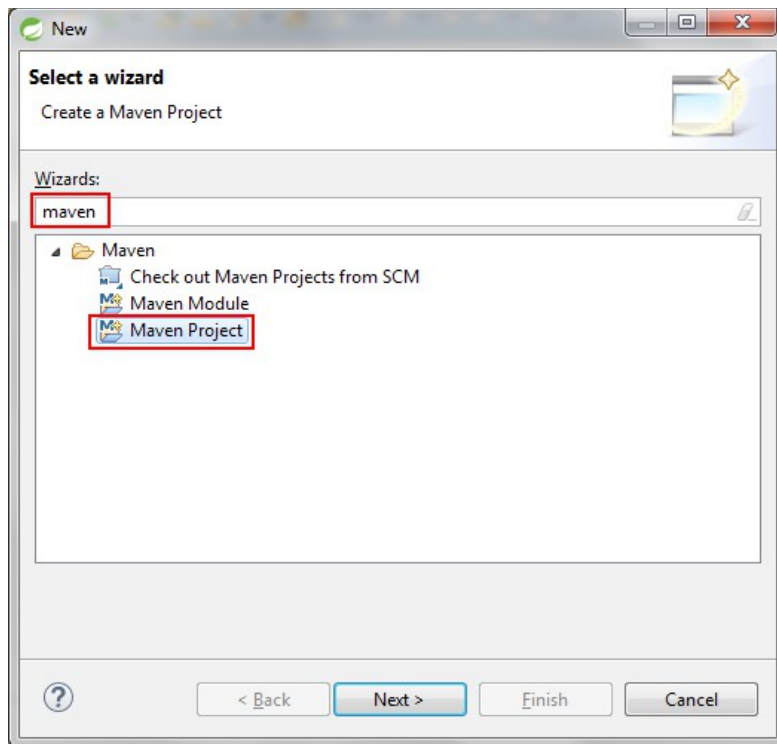 New
Select a wizard
Create a Maven Project
Wizards:
maven
Maven
Check out Maven Projects from SCM
Maven Module
Maven Project
< Back Next > Finish Cancel